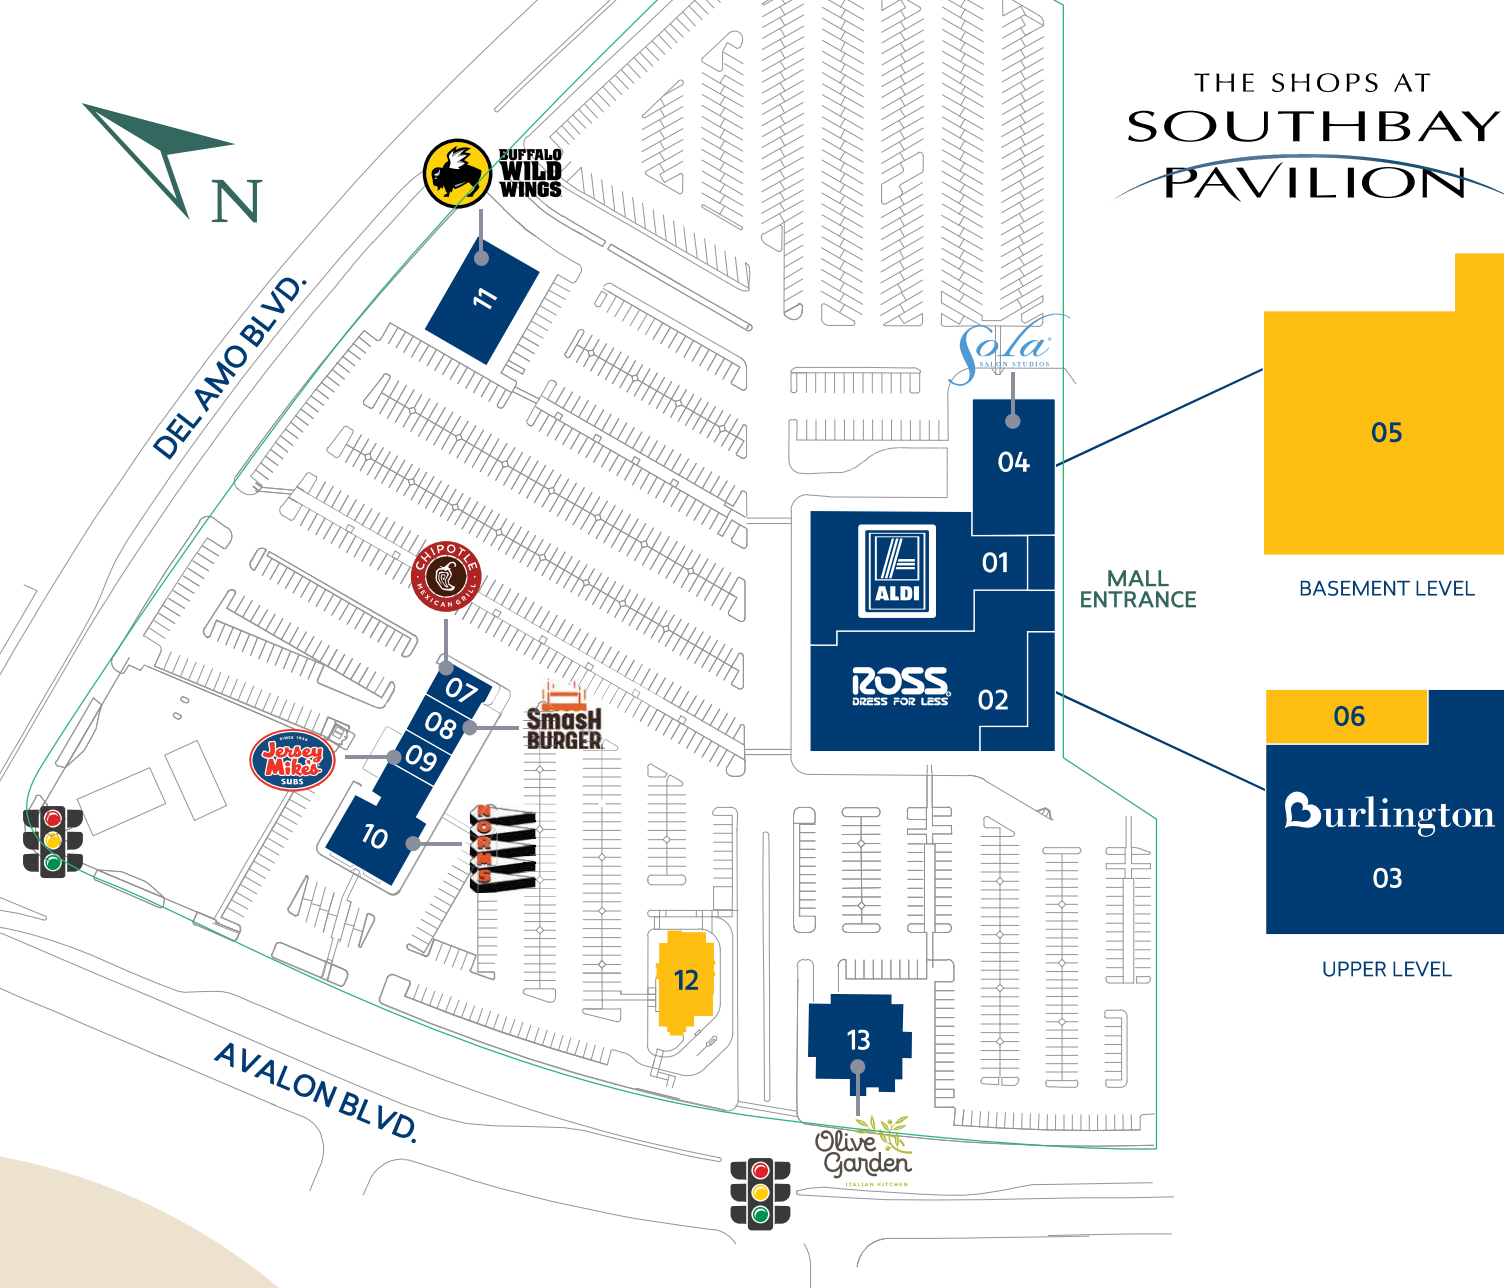 THE SHOPS AT
SOUTHBAY
PAVILION
N
BUFFALO
WILD
WINGS
11
DEL AMO BLVD.
Sola
SALON STUDIOS
04
05
BASEMENT LEVEL
01
ALDI
MALL
ENTRANCE
CHIPOTLE
MEXICAN GRILL
ROSS
DRESS FOR LESS
02
07
08
09
10
SMASH
BURGER
SINCE 1956
Jersey
Mike's
SUBS
NORMS
06
Burlington
03
UPPER LEVEL
12
13
AVALON BLVD.
Olive
Garden
ITALIAN KITCHEN